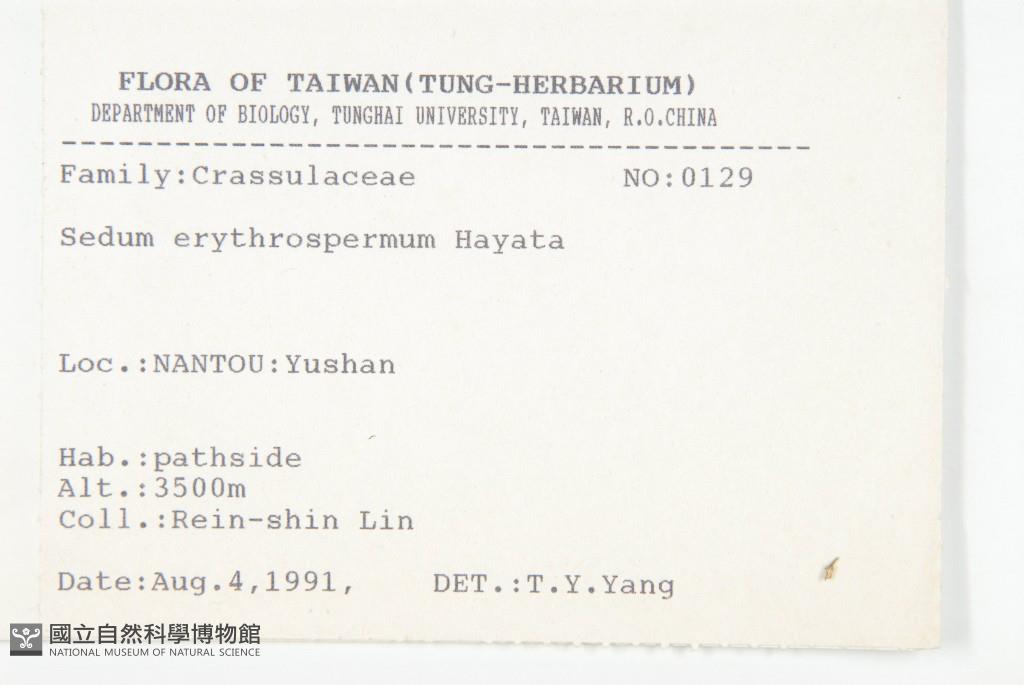 FLORA OF TAIWAN(TUNG-HERBARIUM)
DEPARTMENT OF BIOLOGY, TUNGHAI UNIVERSITY, TAIWAN, R.O.CHINA
----------------------------------------
Family:Crassulaceae NO:0129
Sedum erythrospermum Hayata
Loc.:NANTOU:Yushan
Hab.:pathside
Alt.:3500m
Coll.:Rein-shin Lin
Date:Aug.4,1991, DET.:T.Y.Yang
國立自然科學博物館
NATIONAL MUSEUM OF NATURAL SCIENCE